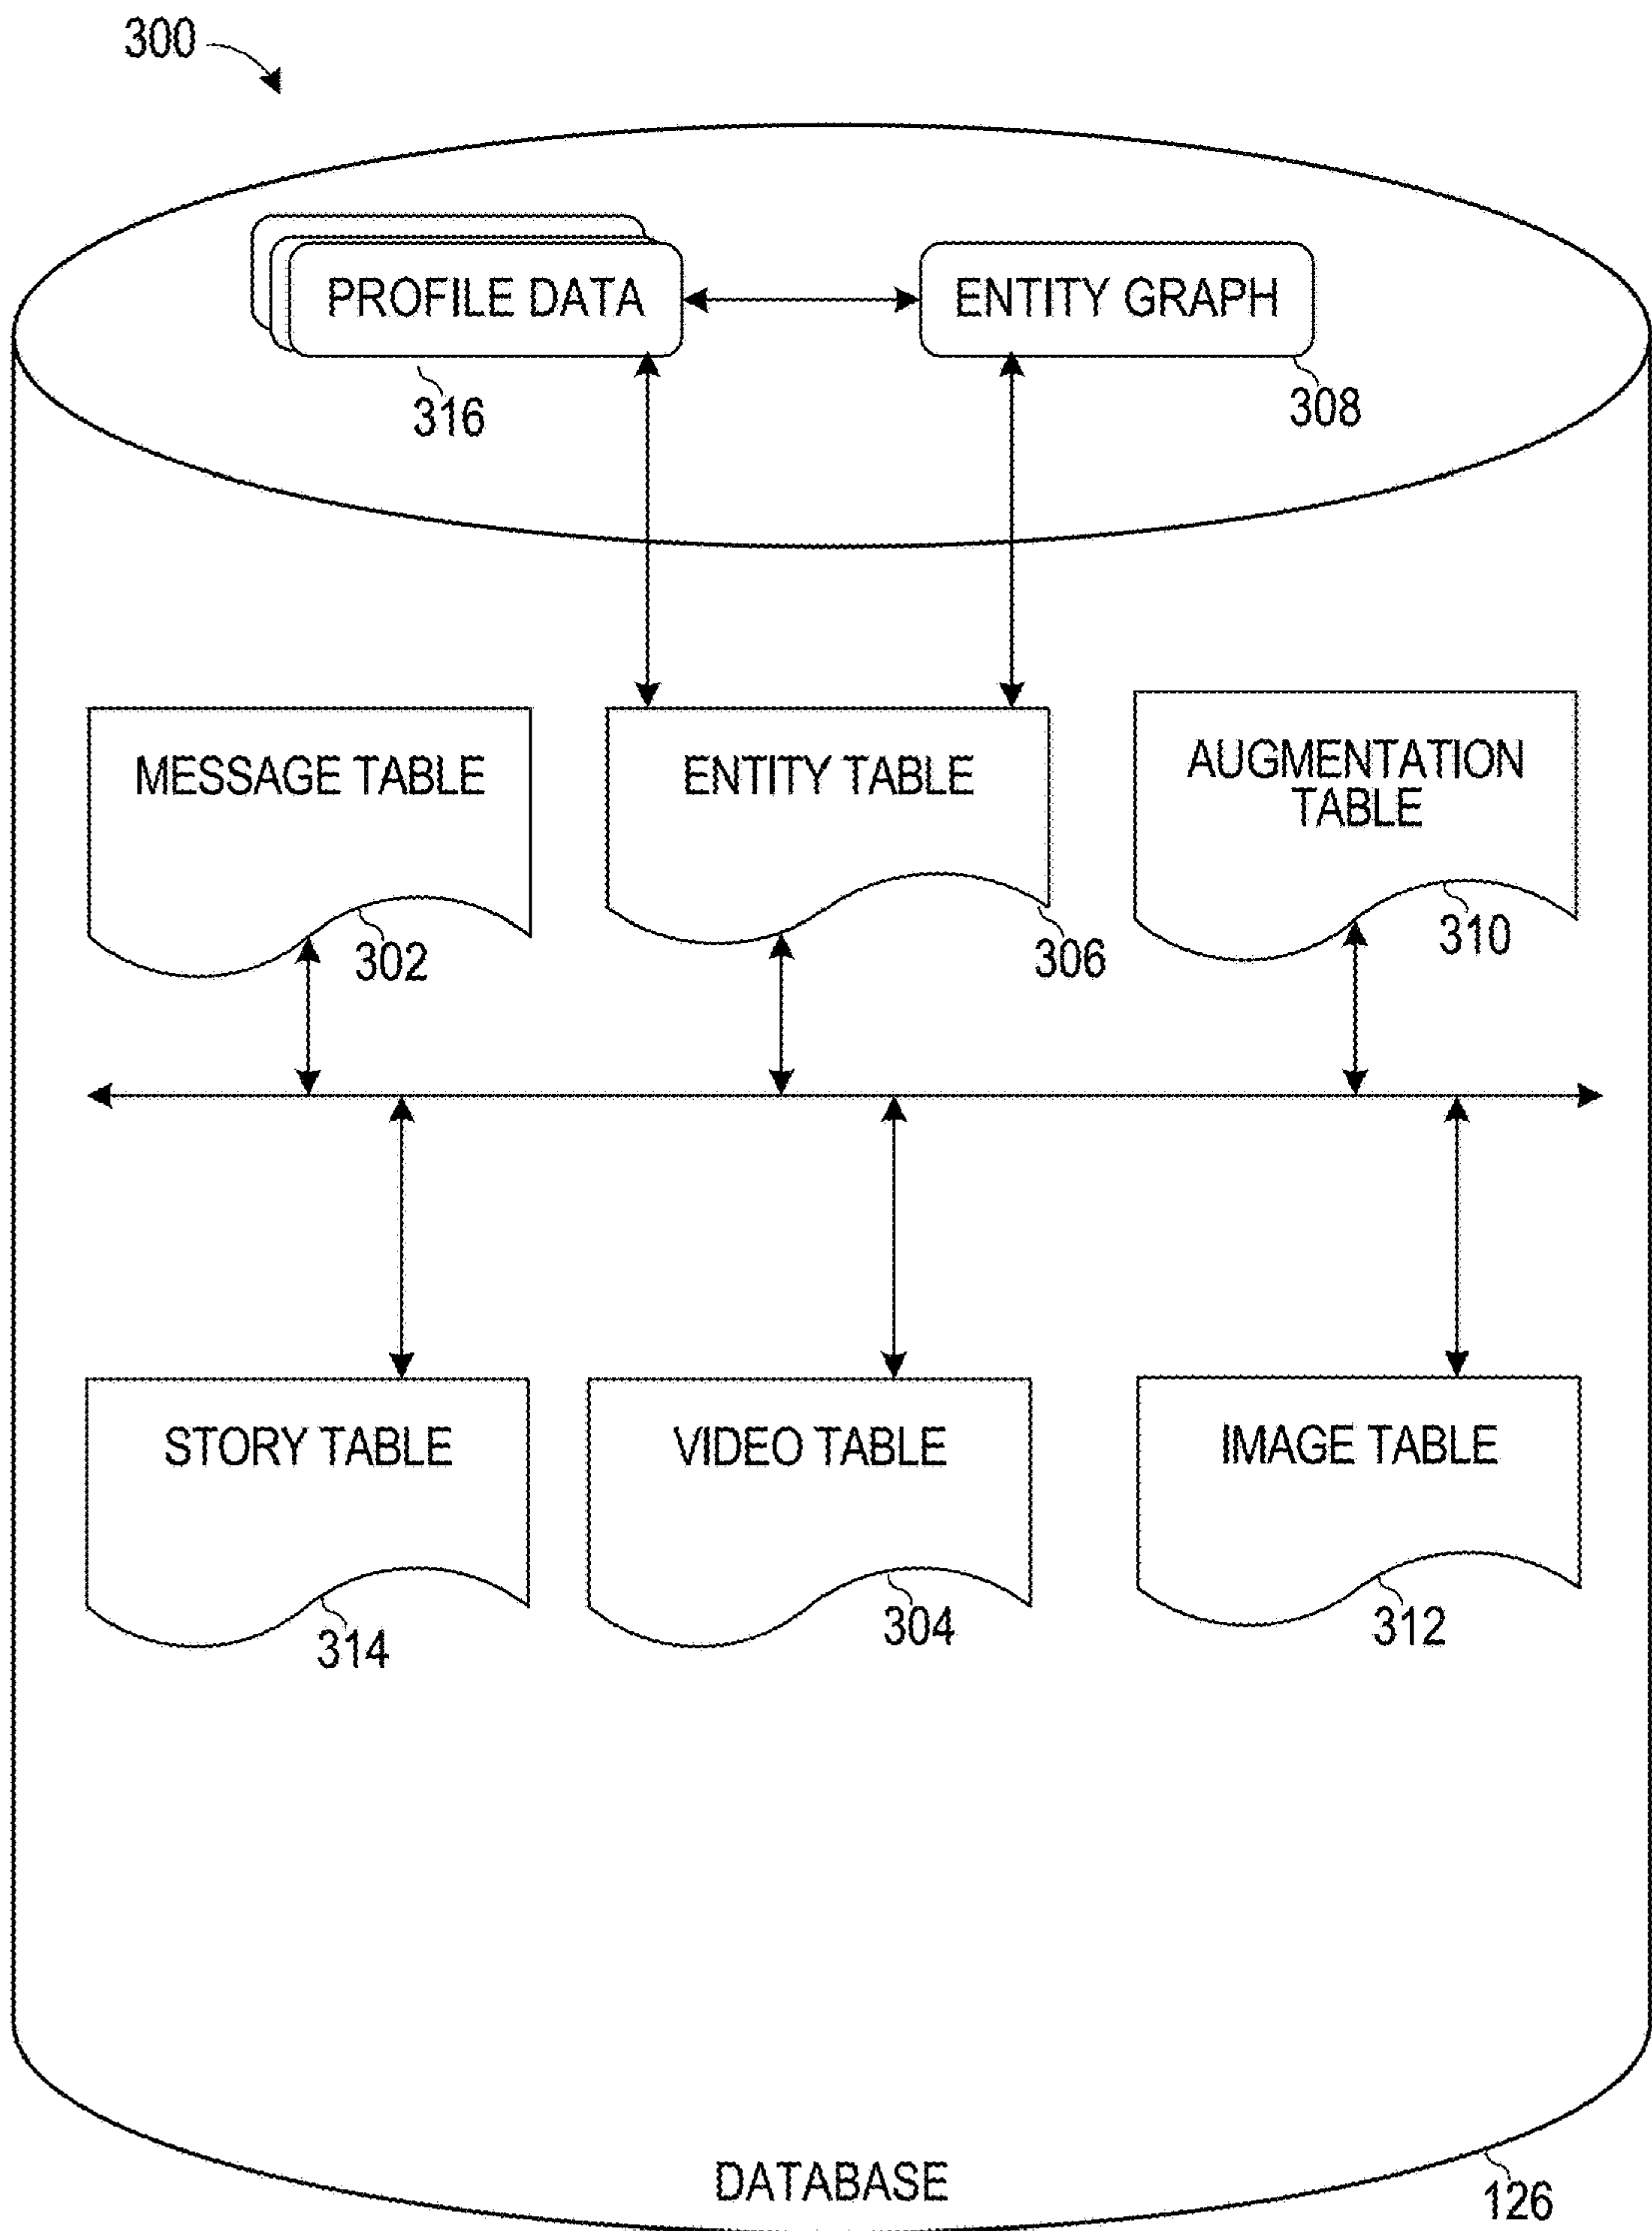 300
PROFILE DATA
ENTITY GRAPH
316
308
MESSAGE TABLE
ENTITY TABLE
AUGMENTATION
TABLE
302
306
310
STORY TABLE
VIDEO TABLE
IMAGE TABLE
314
304
312
DATABASE
126